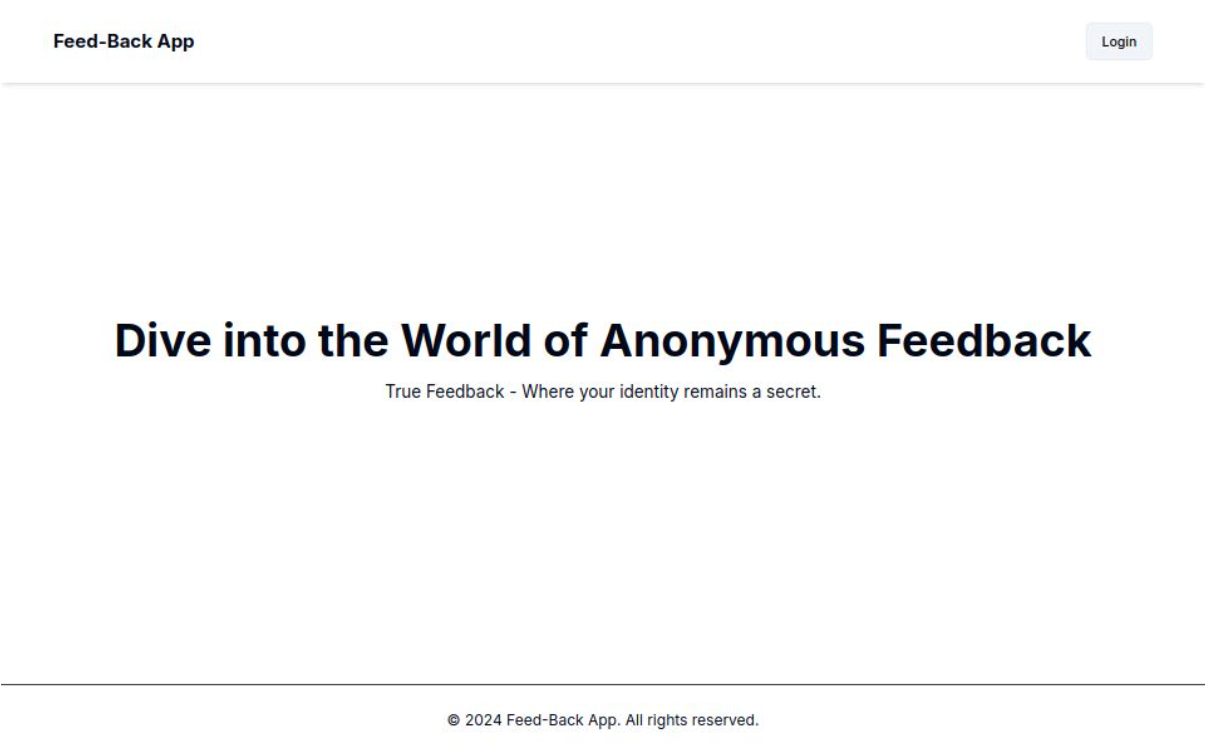 Feed-Back App
Login
Dive into the World of Anonymous Feedback
True Feedback - Where your identity remains a secret.
© 2024 Feed-Back App. All rights reserved.